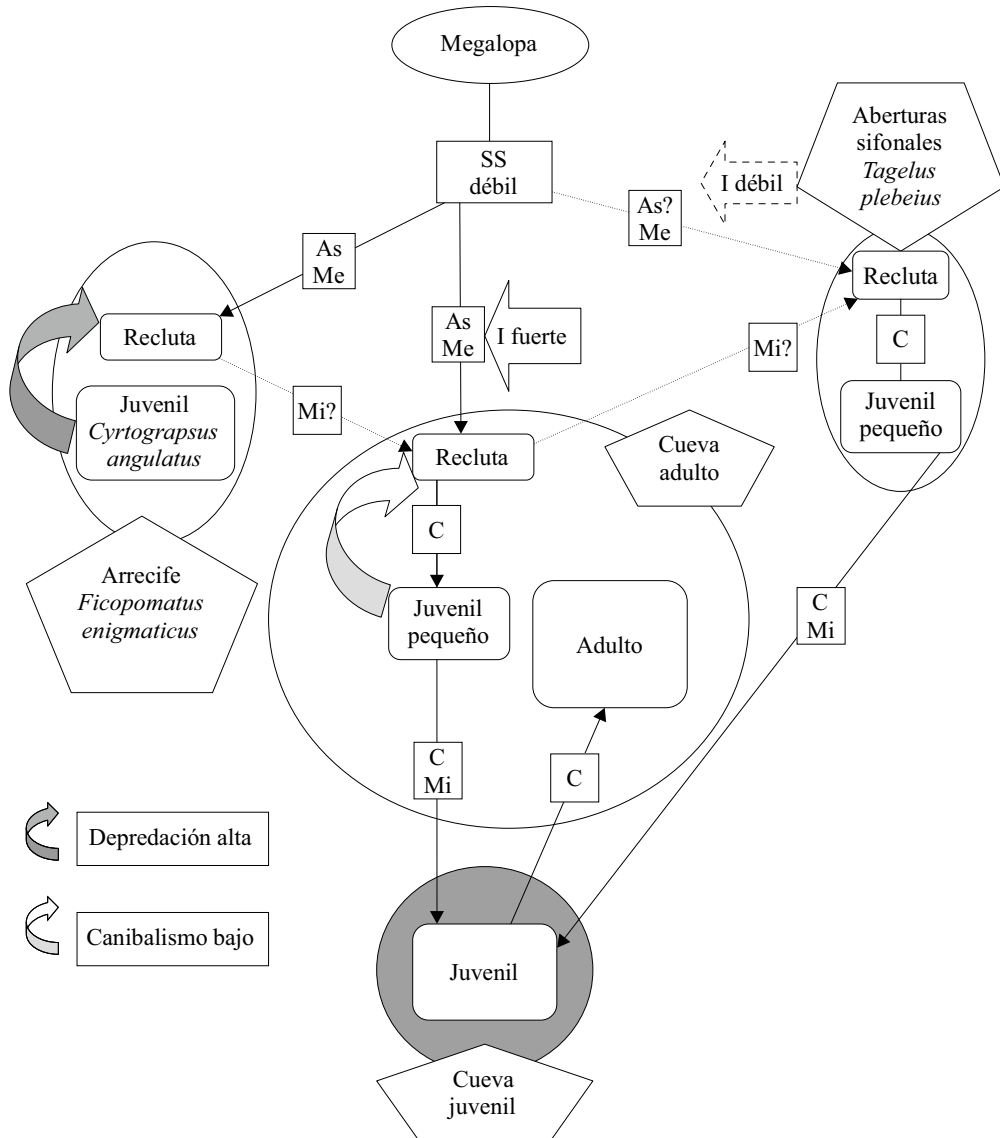 Megalopa
SS
débil
Aberturas
sifonales
Tagelus
plebeius
I débil
As?
Me
As
Me
Recluta
C
Juvenil
pequeño
Recluta
As
Me
I fuerte
Mi?
Mi?
Juvenil
Cyrtograpsus
angulatus
Recluta
Cueva
adulto
C
Arrecife
Ficopomatus
enigmaticus
Juvenil
pequeño
Adulto
C
Mi
C
Mi
C
Depredación alta
Canibalismo bajo
Juvenil
Cueva
juvenil